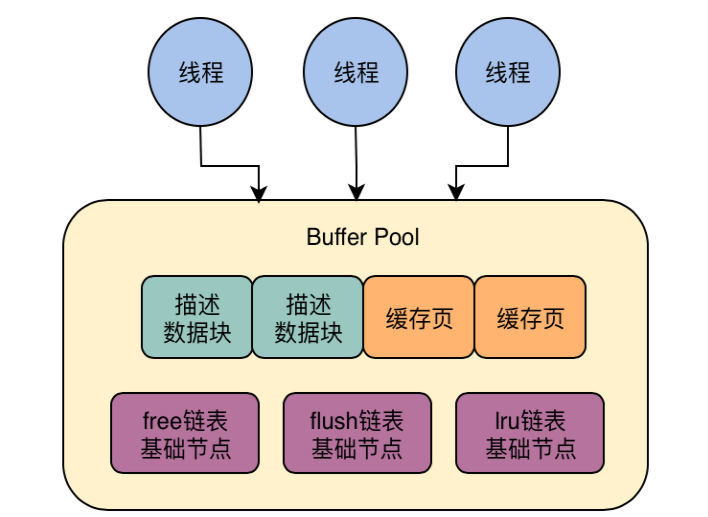 线程
线程
线程
Buffer Pool
描述
数据块
描述
数据块
缓存页
缓存页
free链表
基础节点
flush链表
基础节点
lru链表
基础节点